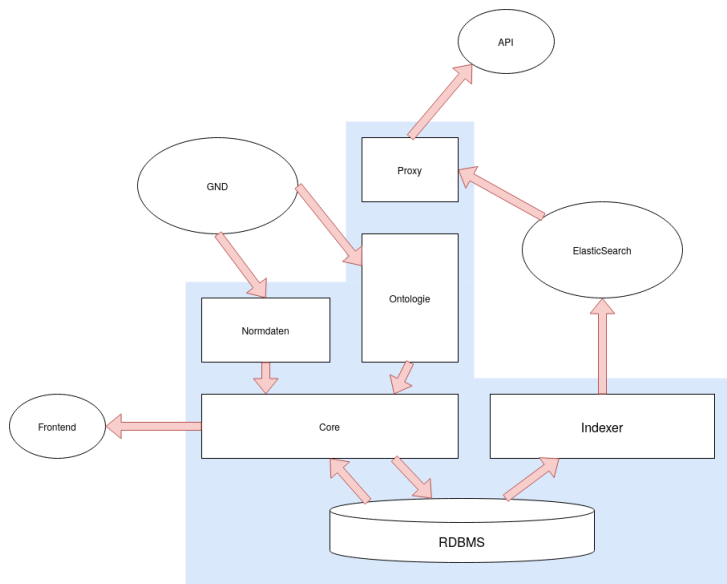 API
Proxy
GND
ElasticSearch
Ontologie
Normdaten
Frontend
Core
Indexer
RDBMS